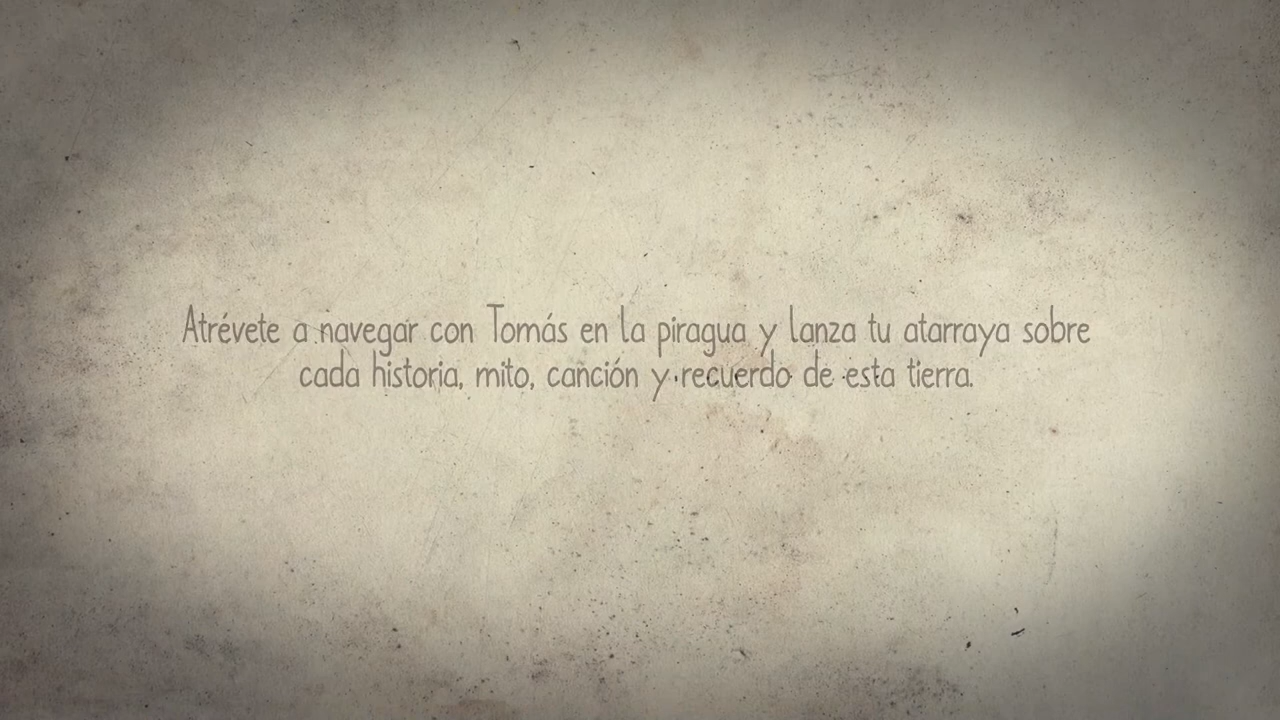 Atrévete a navegar con Tomás en la piragua y lanza tu atarraya sobre
cada historia, mito, canción y recuerdo de esta tierra.